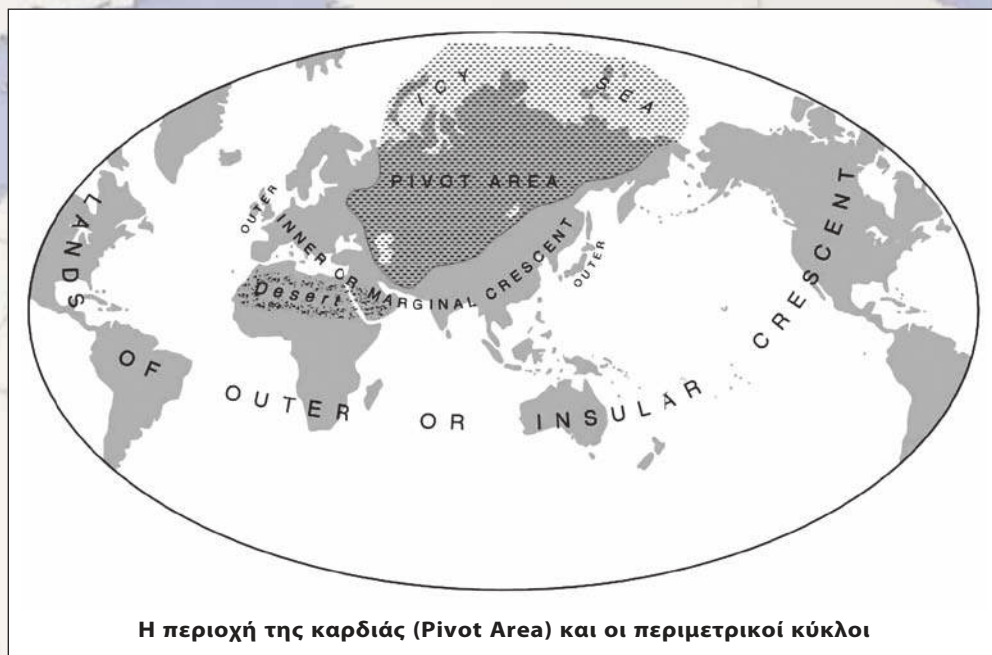 ICY SEA
PIVOT AREA
OUTER
INNER OR MARGINAL CRESCENT
OUTER
Desert
LANDS OF OUTER OR INSULAR CRESCENT
Η περιοχή της καρδιάς (Pivot Area) και οι περιμετρικοί κύκλοι